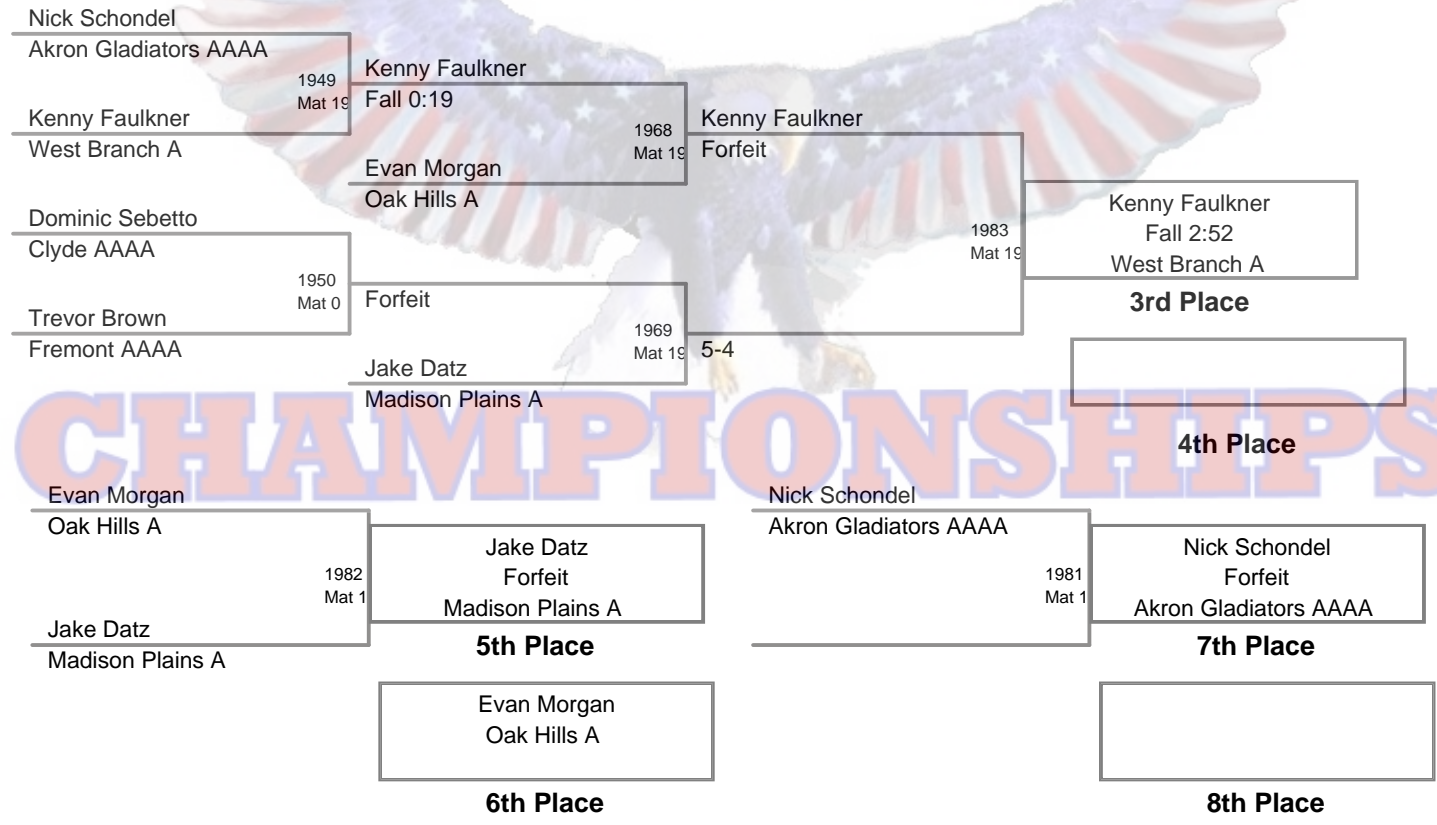 Nick Schondel
Akron Gladiators AAAA
1949
Mat 19
Kenny Faulkner
West Branch A
Kenny Faulkner
Fall 0:19
Evan Morgan
Oak Hills A
1968
Mat 19
Kenny Faulkner
Forfeit
Dominic Sebetto
Clyde AAAA
1950
Mat 0
Trevor Brown
Fremont AAAA
Forfeit
Jake Datz
Madison Plains A
1969
Mat 19
5-4
1983
Mat 19
Kenny Faulkner
Fall 2:52
West Branch A
3rd Place
4th Place
CHAMPIONSHIPS
Evan Morgan
Oak Hills A
1982
Mat 1
Jake Datz
Madison Plains A
Jake Datz
Forfeit
Madison Plains A
5th Place
Evan Morgan
Oak Hills A
6th Place
Nick Schondel
Akron Gladiators AAAA
1981
Mat 1
Nick Schondel
Forfeit
Akron Gladiators AAAA
7th Place
8th Place